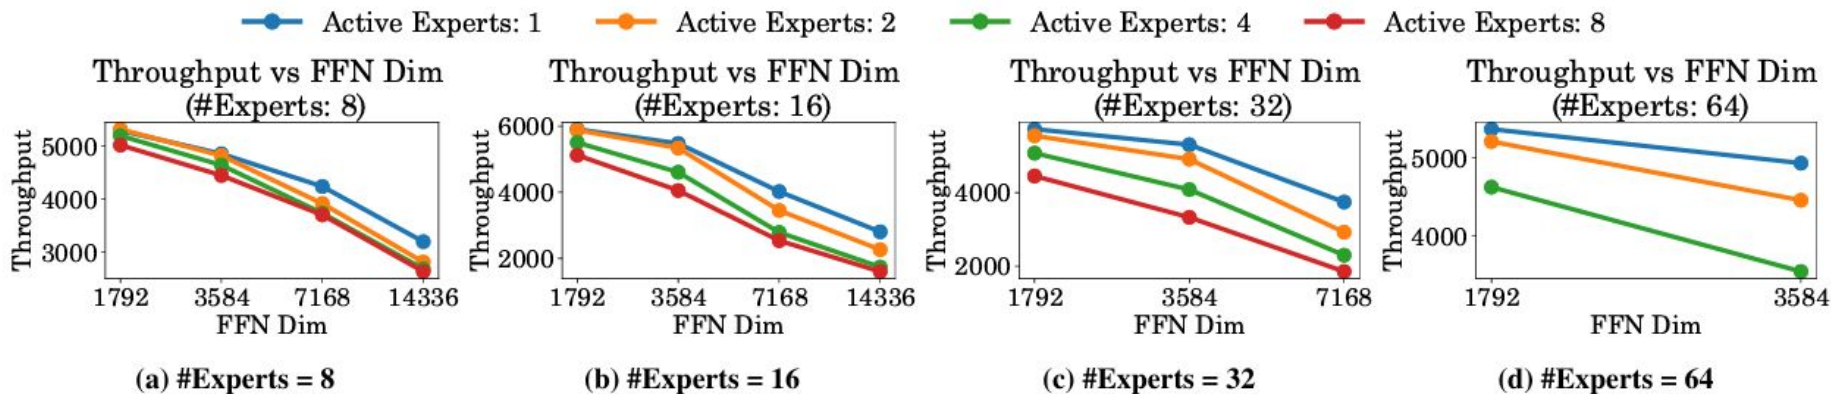 Active Experts: 1 Active Experts: 2 Active Experts: 4 Active Experts: 8
Throughput vs FFN Dim
(#Experts: 8)
Throughput
5000
4000
3000
1792 3584 7168 14336
FFN Dim
(a) #Experts = 8
Throughput vs FFN Dim
(#Experts: 16)
Throughput
6000
4000
2000
1792 3584 7168 14336
FFN Dim
(b) #Experts = 16
Throughput vs FFN Dim
(#Experts: 32)
Throughput
4000
2000
1792 3584 7168
FFN Dim
(c) #Experts = 32
Throughput vs FFN Dim
(#Experts: 64)
Throughput
5000
4000
1792 3584
FFN Dim
(d) #Experts = 64